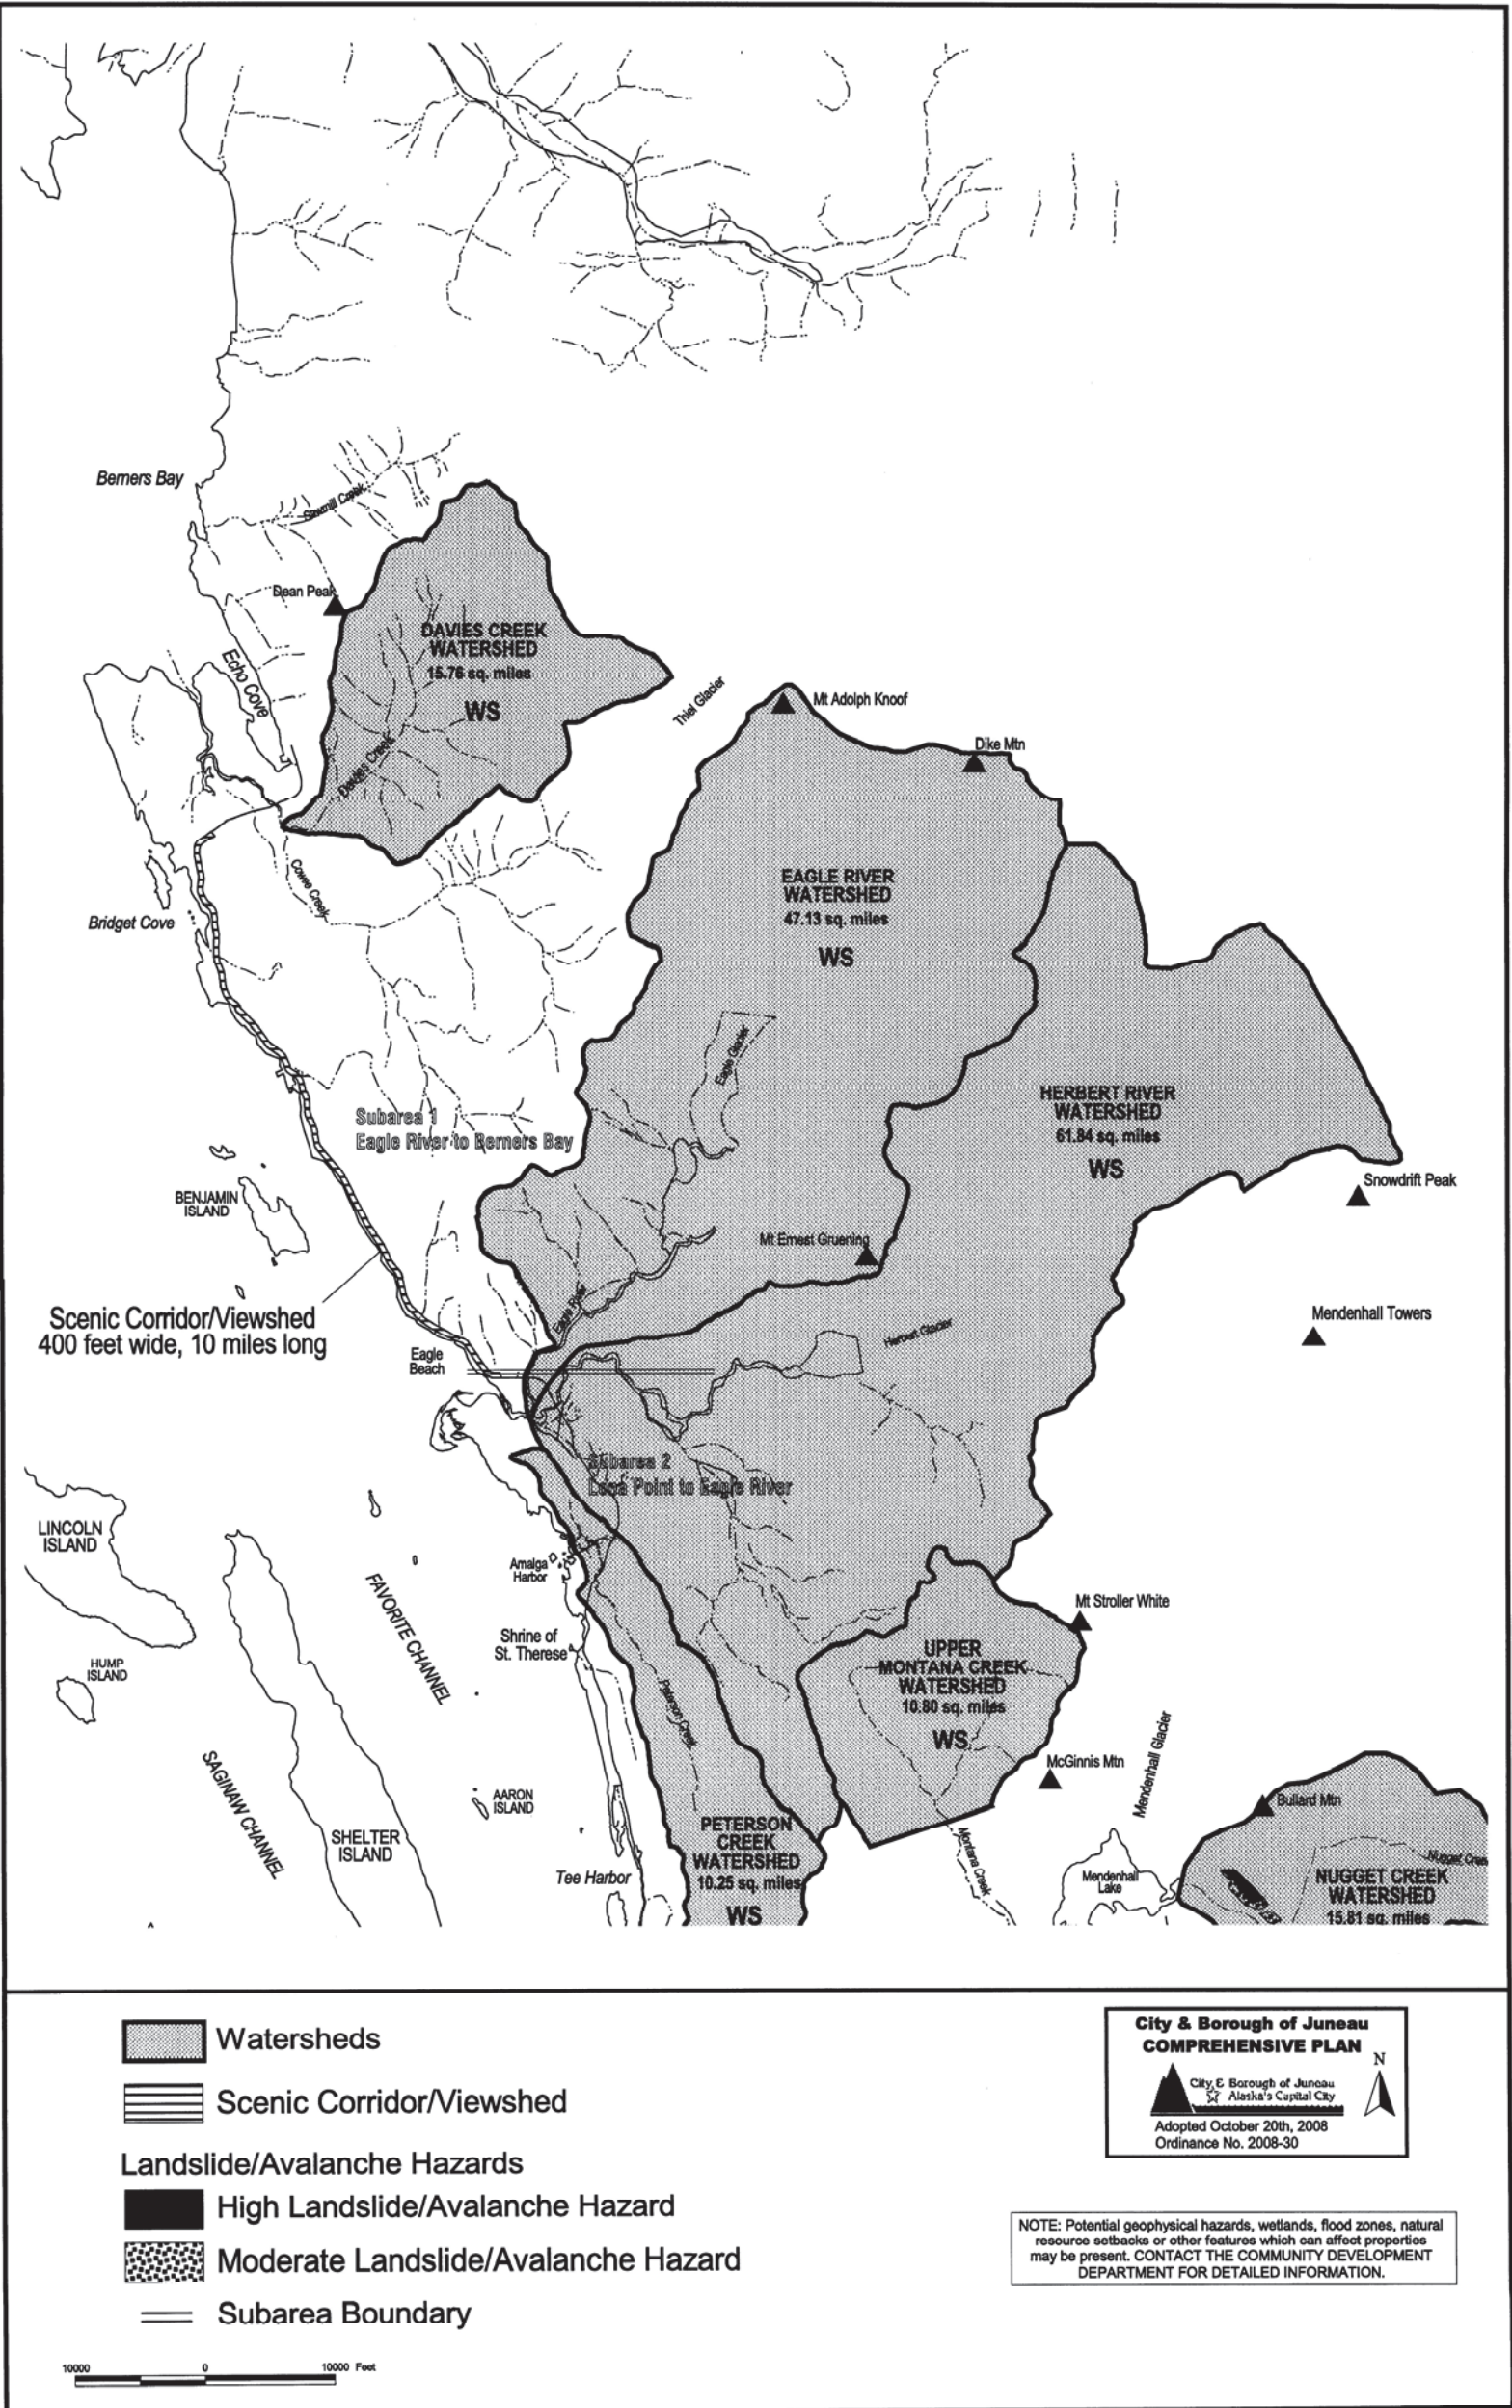 Berners Bay
Sawmill Creek
Dean Peak
DAVIES CREEK
WATERSHED
15.76 sq. miles
WS
Echo Cove
Davies Creek
Thiel Glacier
Mt Adolph Knoof
Dike Mtn
Cowee Creek
Bridget Cove
EAGLE RIVER
WATERSHED
47.13 sq. miles
WS
Eagle Glacier
HERBERT RIVER
WATERSHED
61.84 sq. miles
WS
Subarea 1
Eagle River to Berners Bay
Snowdrift Peak
BENJAMIN
ISLAND
Mt Ernest Gruening
Scenic Corridor/Viewshed
400 feet wide, 10 miles long
Eagle River
Mendenhall Towers
Herbert Glacier
Eagle
Beach
Subarea 2
Lena Point to Eagle River
LINCOLN
ISLAND
Amalga
Harbor
FAVORITE CHANNEL
Mt Stroller White
Shrine of
St. Therese
HUMP
ISLAND
UPPER
MONTANA CREEK
WATERSHED
10.80 sq. miles
WS
Peterson Creek
McGinnis Mtn
Mendenhall Glacier
SAGINAW CHANNEL
AARON
ISLAND
Bullard Mtn
SHELTER
ISLAND
PETERSON
CREEK
WATERSHED
10.25 sq. miles
WS
Montana Creek
Tee Harbor
Mendenhall
Lake
Nugget Cree
NUGGET CREEK
WATERSHED
15.81 sq. miles
Watersheds
Scenic Corridor/Viewshed
Landslide/Avalanche Hazards
High Landslide/Avalanche Hazard
Moderate Landslide/Avalanche Hazard
Subarea Boundary
10000 0 10000 Feet
City & Borough of Juneau
COMPREHENSIVE PLAN
N
City & Borough of Juneau
Alaska's Capital City
Adopted October 20th, 2008
Ordinance No. 2008-30
NOTE: Potential geophysical hazards, wetlands, flood zones, natural
resource setbacks or other features which can affect properties
may be present. CONTACT THE COMMUNITY DEVELOPMENT
DEPARTMENT FOR DETAILED INFORMATION.